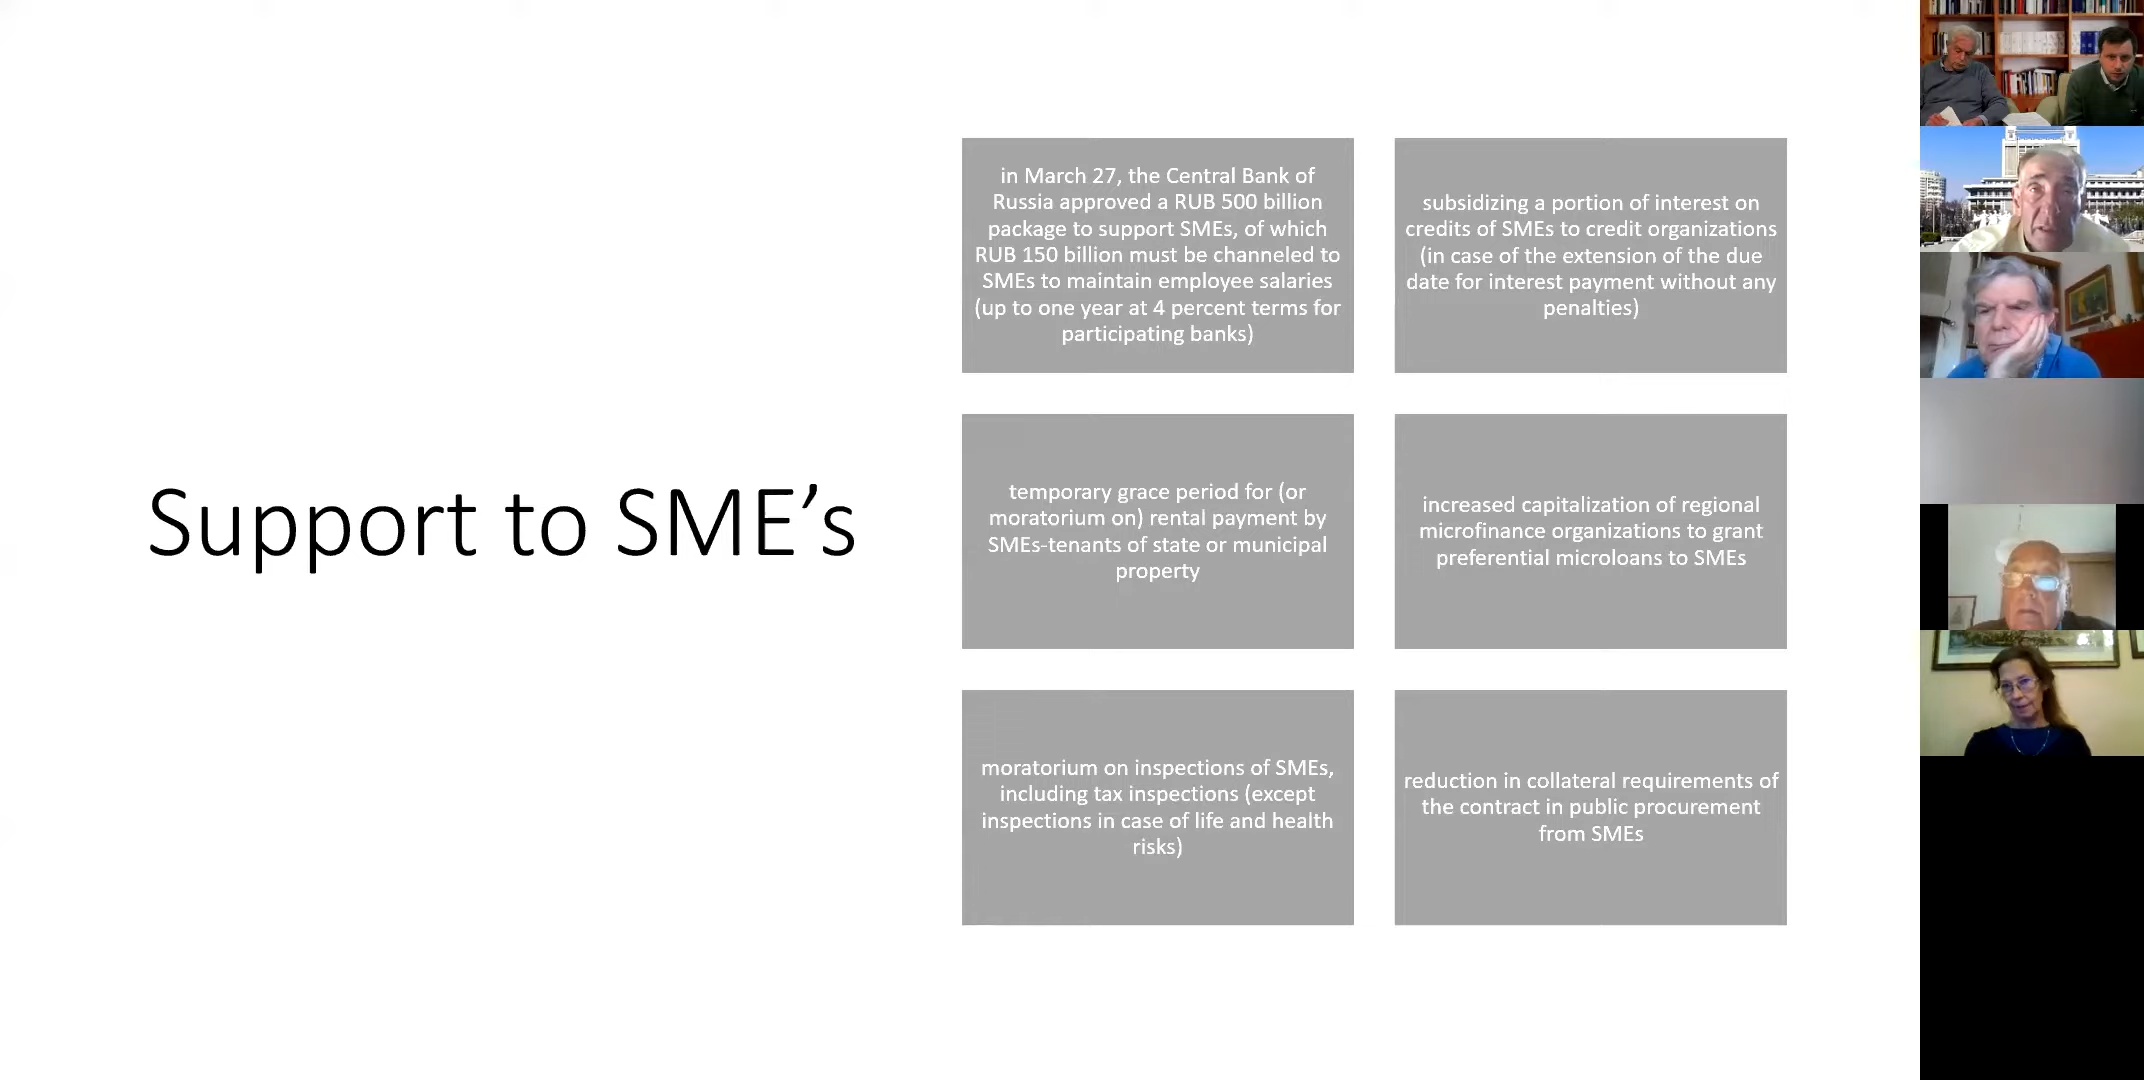 Support to SME’s
in March 27, the Central Bank of
Russia approved a RUB 500 billion
package to support SMEs, of which
RUB 150 billion must be channeled to
SMEs to maintain employee salaries
(up to one year at 4 percent terms for
participating banks)
subsidizing a portion of interest on
credits of SMEs to credit organizations
(in case of the extension of the due
date for interest payment without any
penalties)
temporary grace period for (or
moratorium on) rental payment by
SMEs-tenants of state or municipal
property
increased capitalization of regional
microfinance organizations to grant
preferential microloans to SMEs
moratorium on inspections of SMEs,
including tax inspections (except
inspections in case of life and health
risks)
reduction in collateral requirements of
the contract in public procurement
from SMEs